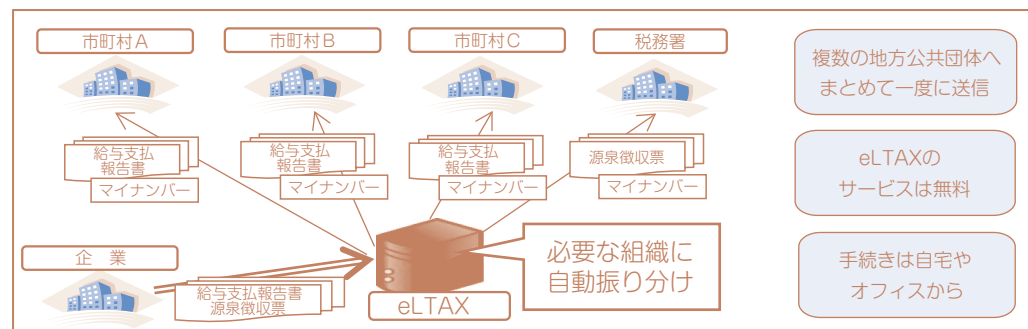 市町村A
市町村B
市町村C
税務署
給与支払
報告書
マイナンバー
給与支払
報告書
マイナンバー
給与支払
報告書
マイナンバー
源泉徴収票
マイナンバー
企 業
給与支払報告書
源泉徴収票
eLTAX
必要な組織に
自動振り分け
複数の地方公共団体へ
まとめて一度に送信
eLTAXの
サービスは無料
手続きは自宅や
オフィスから